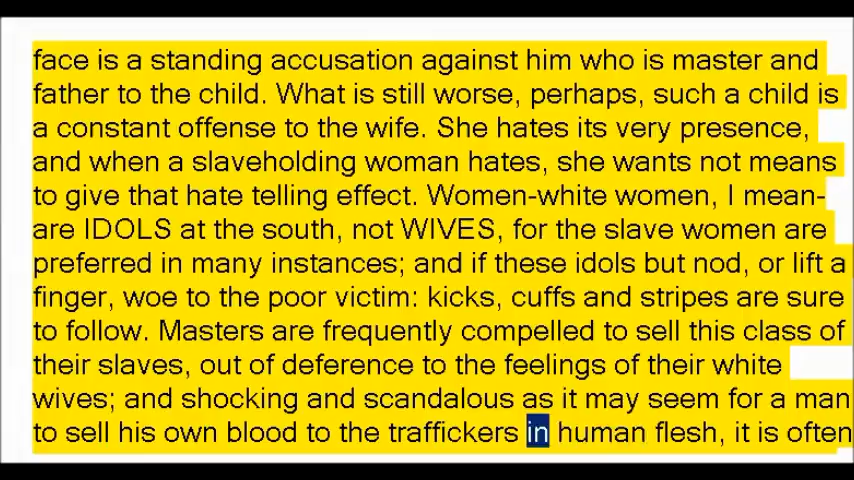 face is a standing accusation against him who is master and
father to the child. What is still worse, perhaps, such a child is
a constant offense to the wife. She hates its very presence,
and when a slaveholding woman hates, she wants not means
to give that hate telling effect. Women-white women, I mean-
are IDOLS at the south, not WIVES, for the slave women are
preferred in many instances; and if these idols but nod, or lift a
finger, woe to the poor victim: kicks, cuffs and stripes are sure
to follow. Masters are frequently compelled to sell this class of
their slaves, out of deference to the feelings of their white
wives; and shocking and scandalous as it may seem for a man
to sell his own blood to the traffickers in human flesh, it is often